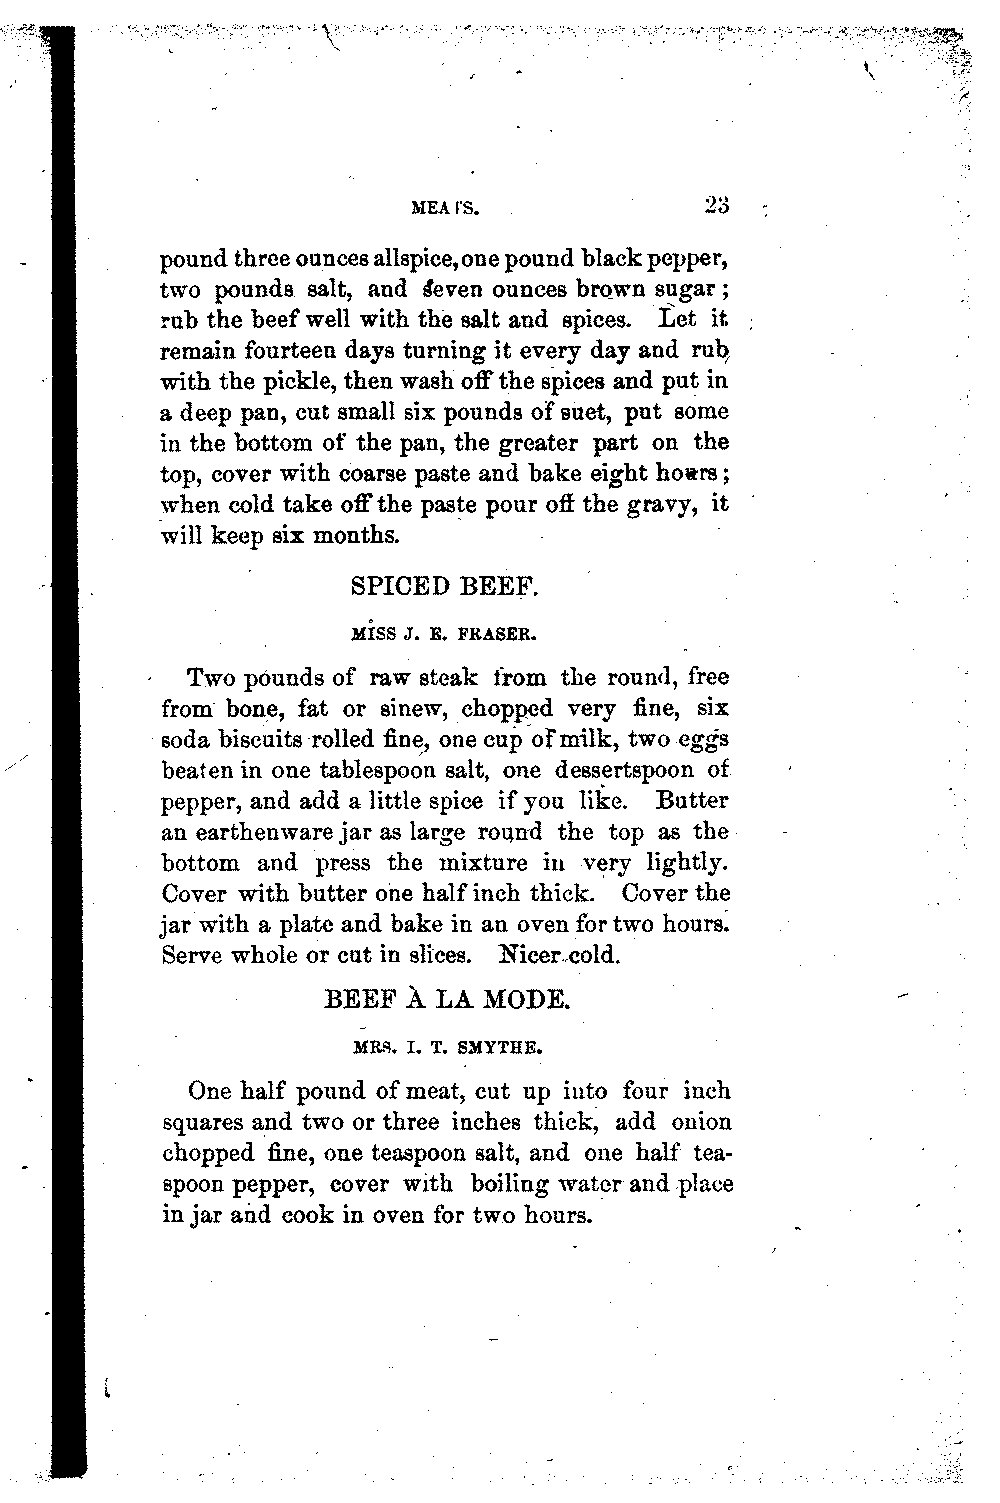 MEATS. 23
pound three ounces allspice, one pound black pepper,
two pounds salt, and seven ounces brown sugar;
rub the beef well with the salt and spices. Let it
remain fourteen days turning it every day and rub
with the pickle, then wash off the spices and put in
a deep pan, cut small six pounds of suet, put some
in the bottom of the pan, the greater part on the
top, cover with coarse paste and bake eight hours;
when cold take off the paste pour off the gravy, it
will keep six months.
SPICED BEEF.
MISS J. E. FRASER.
Two pounds of raw steak from the round, free
from bone, fat or sinew, chopped very fine, six
soda biscuits rolled fine, one cup of milk, two eggs
beaten in one tablespoon salt, one dessertspoon of
pepper, and add a little spice if you like. Butter
an earthenware jar as large round the top as the
bottom and press the mixture in very lightly.
Cover with butter one half inch thick. Cover the
jar with a plate and bake in an oven for two hours.
Serve whole or cut in slices. Nicer cold.
BEEF À LA MODE.
MRS. I. T. SMYTHE.
One half pound of meat, cut up into four inch
squares and two or three inches thick, add onion
chopped fine, one teaspoon salt, and one half tea-
spoon pepper, cover with boiling water and place
in jar and cook in oven for two hours.